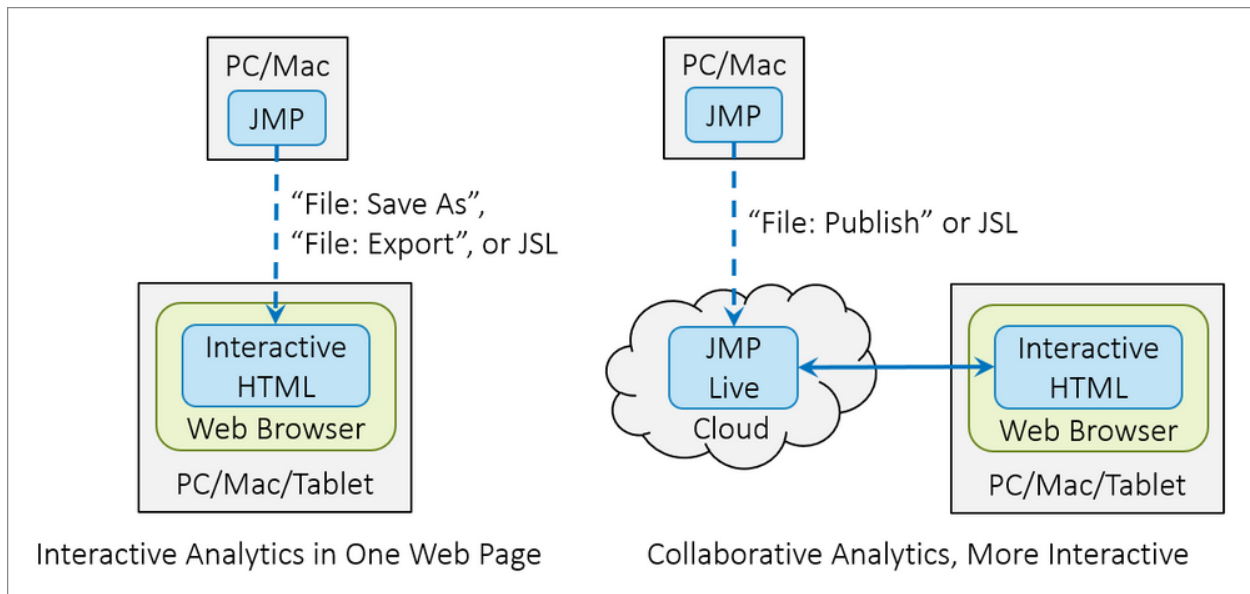 PC/Mac
JMP
“File: Save As”,
“File: Export”, or JSL
Interactive
HTML
Web Browser
PC/Mac/Tablet
Interactive Analytics in One Web Page
PC/Mac
JMP
“File: Publish” or JSL
JMP
Live
Cloud
Interactive
HTML
Web Browser
PC/Mac/Tablet
Collaborative Analytics, More Interactive